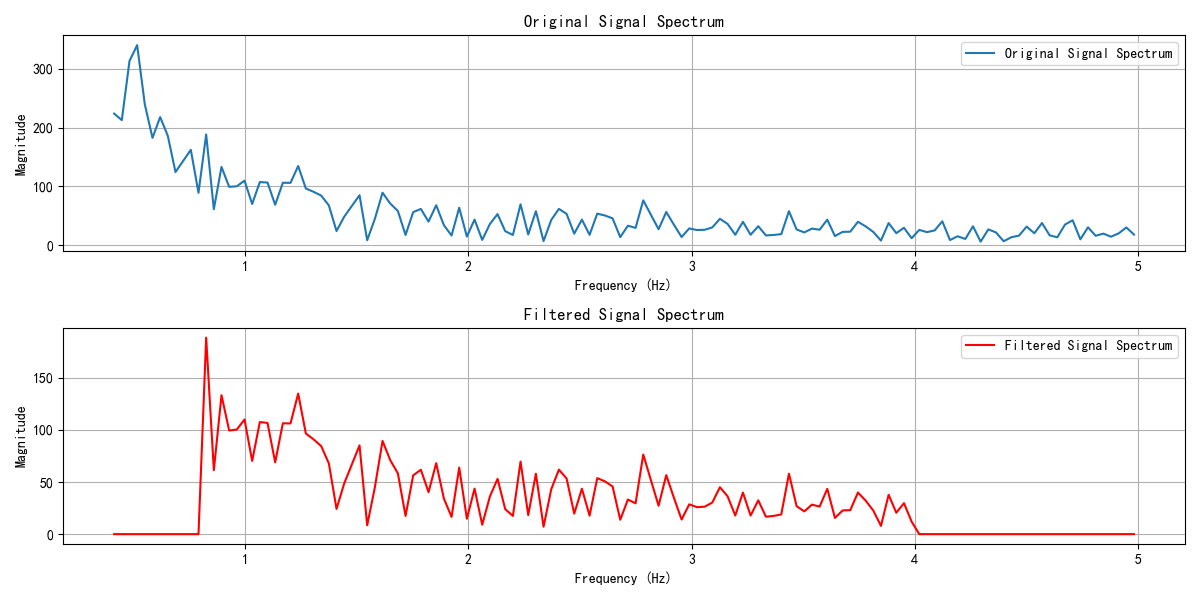 Original Signal Spectrum
Original Signal Spectrum
Magnitude
300
200
100
0
1
2
3
4
5
Frequency (Hz)
Filtered Signal Spectrum
Filtered Signal Spectrum
Magnitude
150
100
50
0
1
2
3
4
5
Frequency (Hz)